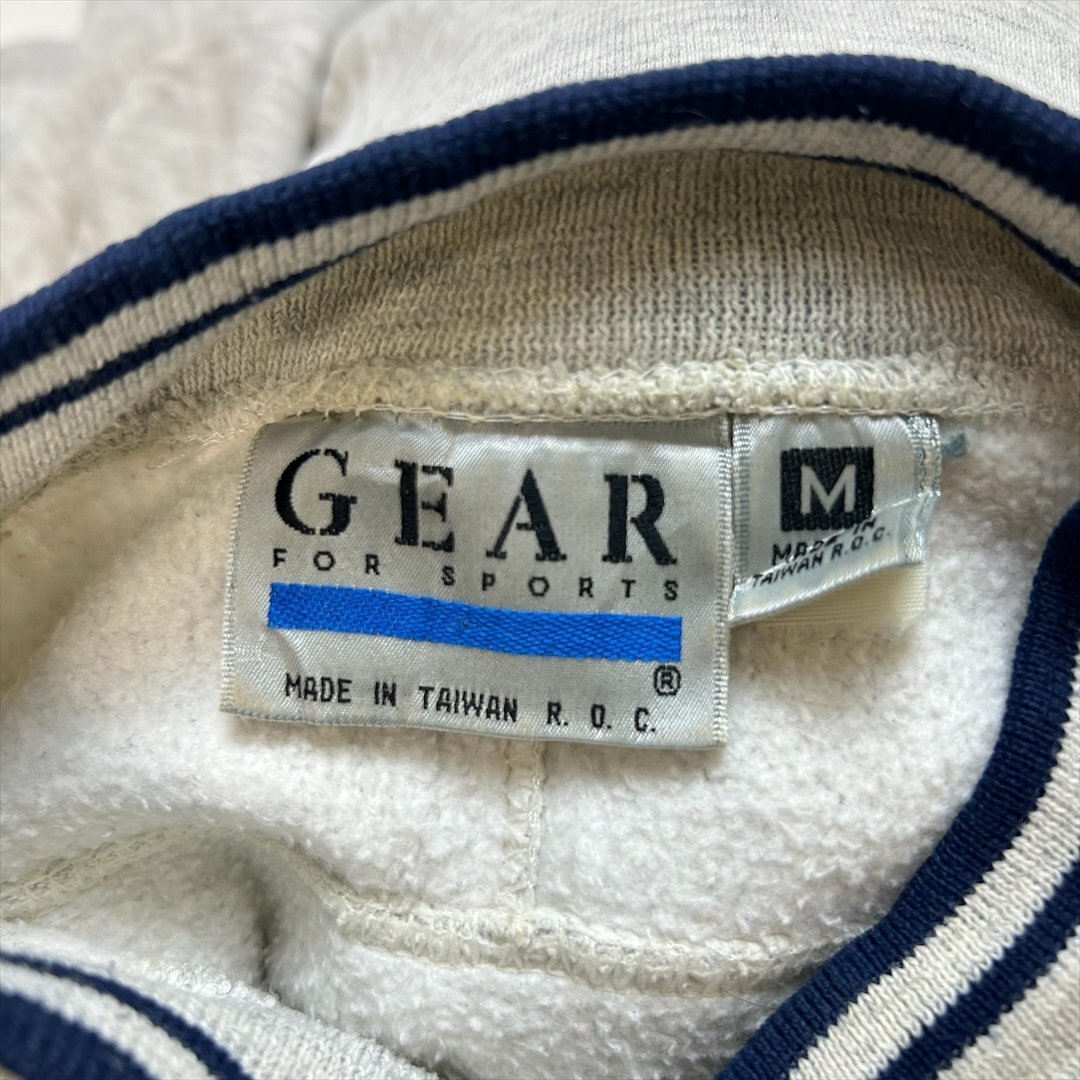 GEAR
FOR SPORTS
®
MADE IN TAIWAN R. O. C.
M
MADE IN
TAIWAN R.O.C.